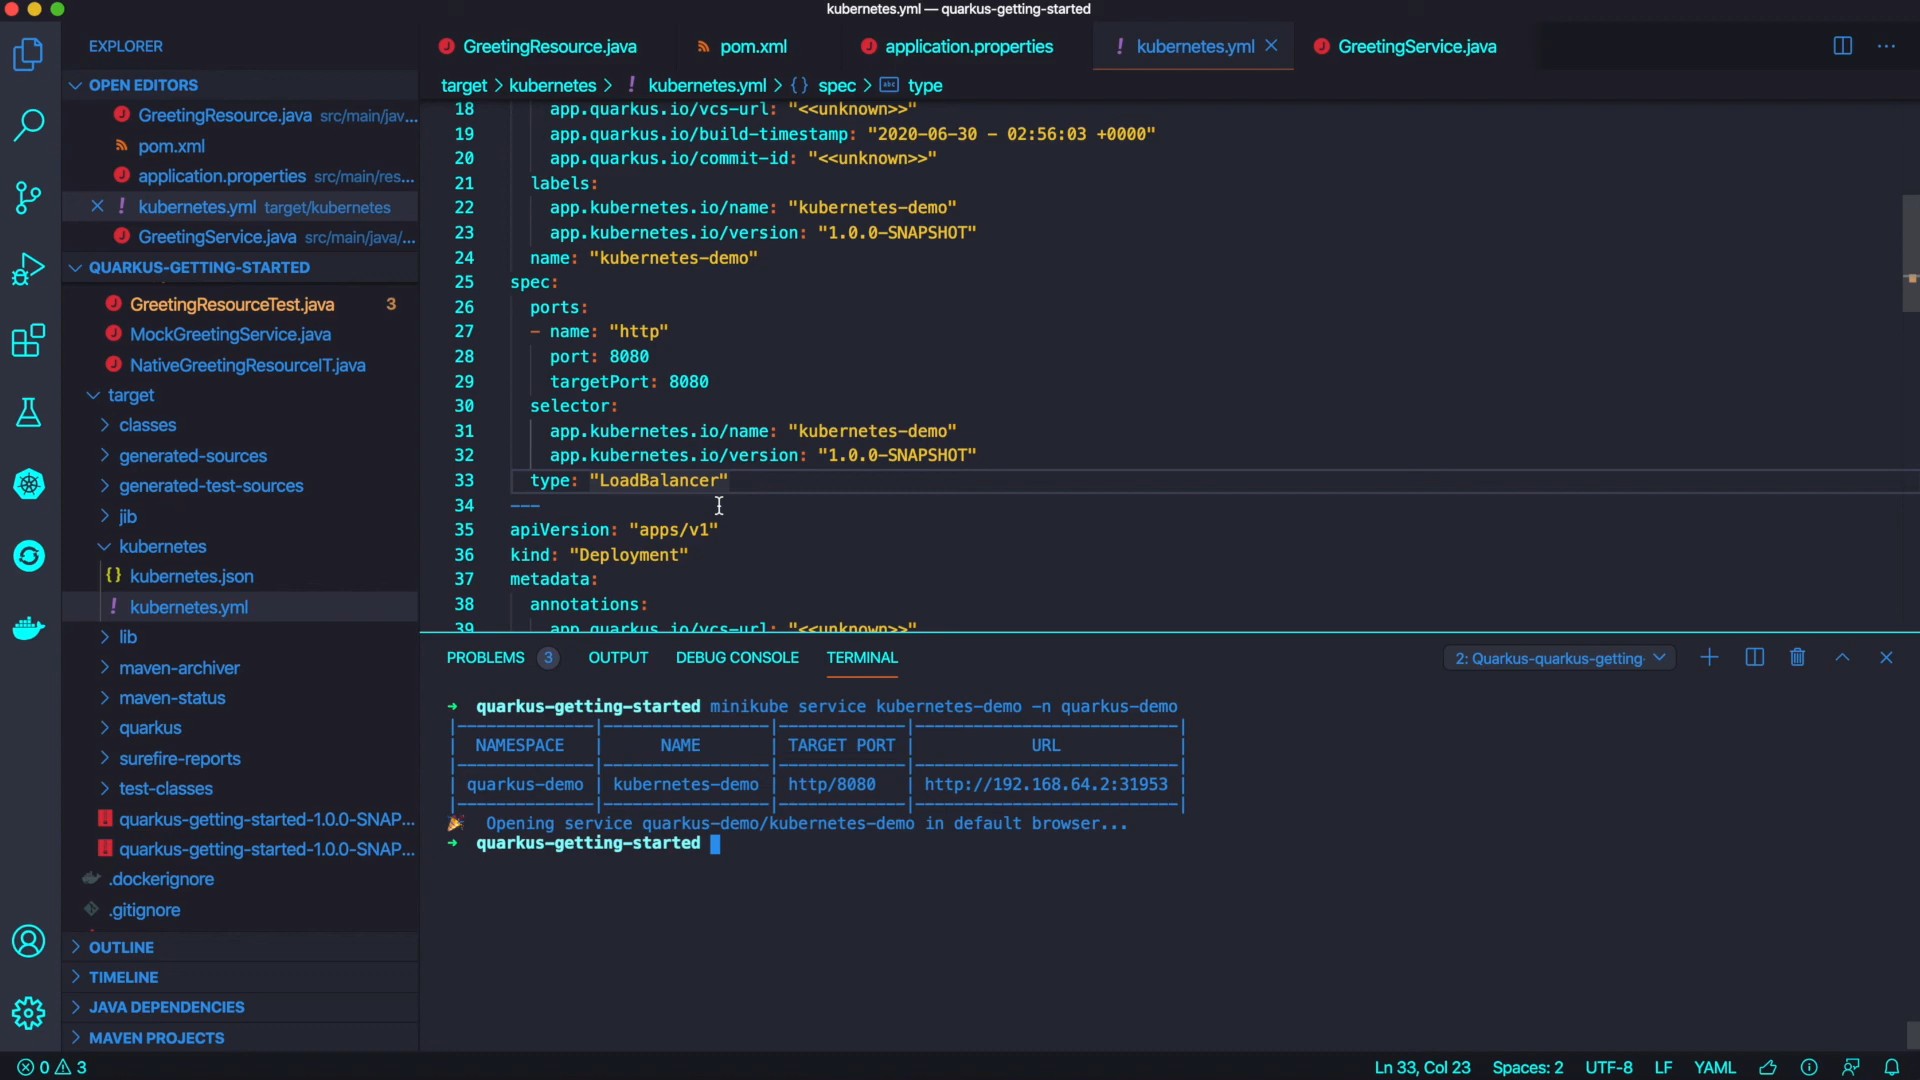 kubernetes.yml — quarkus-getting-started
EXPLORER
OPEN EDITORS
GreetingResource.java src/main/jav...
pom.xml
application.properties src/main/res...
kubernetes.yml target/kubernetes
GreetingService.java src/main/java/...
QUARKUS-GETTING-STARTED
GreetingResourceTest.java 3
MockGreetingService.java
NativeGreetingResourceIT.java
target
classes
generated-sources
generated-test-sources
jib
kubernetes
kubernetes.json
kubernetes.yml
lib
maven-archiver
maven-status
quarkus
surefire-reports
test-classes
quarkus-getting-started-1.0.0-SNAP...
quarkus-getting-started-1.0.0-SNAP...
.dockerignore
.gitignore
OUTLINE
TIMELINE
JAVA DEPENDENCIES
MAVEN PROJECTS
GreetingResource.java pom.xml application.properties kubernetes.yml GreetingService.java
target > kubernetes > ! kubernetes.yml > {} spec > abc type
18 app.quarkus.io/vcs-url: "<<unknown>>"
19 app.quarkus.io/build-timestamp: "2020-06-30 - 02:56:03 +0000"
20 app.quarkus.io/commit-id: "<<unknown>>"
21 labels:
22 app.kubernetes.io/name: "kubernetes-demo"
23 app.kubernetes.io/version: "1.0.0-SNAPSHOT"
24 name: "kubernetes-demo"
25 spec:
26 ports:
27 - name: "http"
28 port: 8080
29 targetPort: 8080
30 selector:
31 app.kubernetes.io/name: "kubernetes-demo"
32 app.kubernetes.io/version: "1.0.0-SNAPSHOT"
33 type: "LoadBalancer"
34 ---
35 apiVersion: "apps/v1"
36 kind: "Deployment"
37 metadata:
38 annotations:
39 app.quarkus.io/vcs-url: "<<unknown>>"
PROBLEMS 3 OUTPUT DEBUG CONSOLE TERMINAL 2: Quarkus-quarkus-getting-
→ quarkus-getting-started minikube service kubernetes-demo -n quarkus-demo
NAMESPACE | NAME | TARGET PORT | URL
quarkus-demo | kubernetes-demo | http/8080 | http://192.168.64.2:31953
🎉 Opening service quarkus-demo/kubernetes-demo in default browser...
→ quarkus-getting-started
0 3 Ln 33, Col 23 Spaces: 2 UTF-8 LF YAML